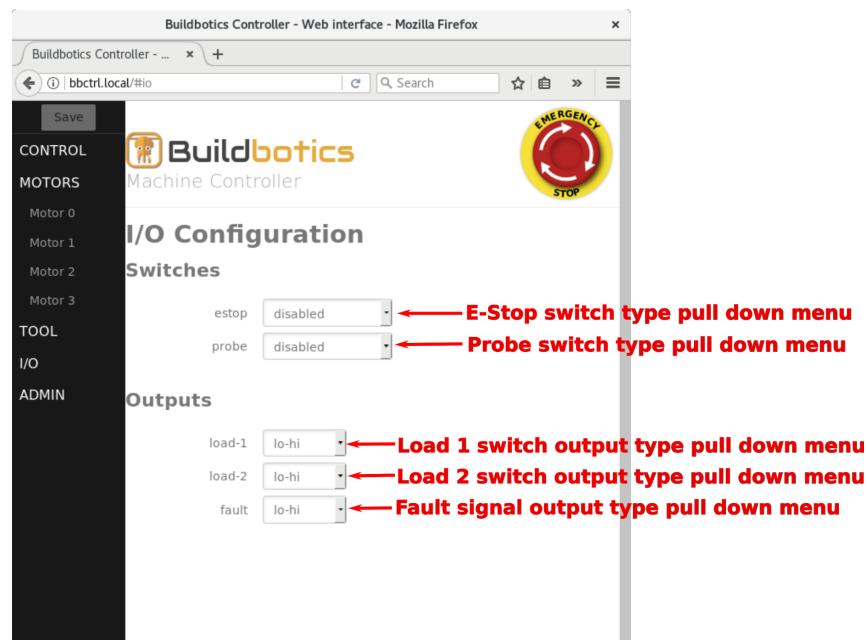 Buildbotics Controller - Web interface - Mozilla Firefox ×
Buildbotics Controller - ... × +
bbctrl.local/#io Search »
Save
CONTROL
MOTORS
Motor 0
Motor 1
Motor 2
Motor 3
TOOL
I/O
ADMIN
Buildbotics
Machine Controller
EMERGENCY
STOP
I/O Configuration
Switches
estop disabled E-Stop switch type pull down menu
probe disabled Probe switch type pull down menu
Outputs
load-1 lo-hi Load 1 switch output type pull down menu
load-2 lo-hi Load 2 switch output type pull down menu
fault lo-hi Fault signal output type pull down menu